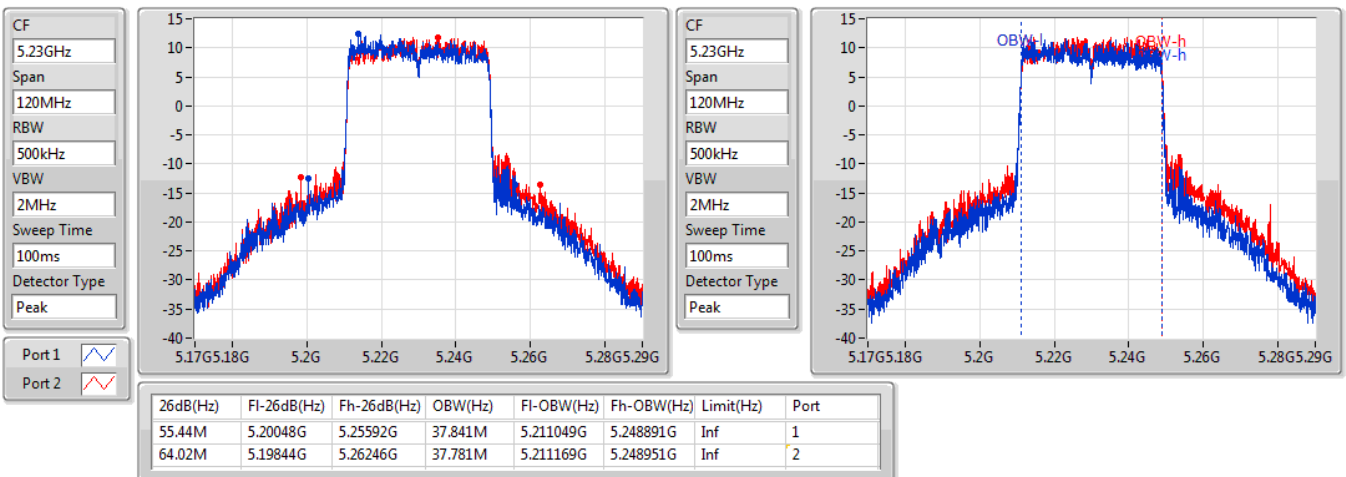 CF
5.23GHz
Span
120MHz
RBW
500kHz
VBW
2MHz
Sweep Time
100ms
Detector Type
Peak
Port 1
Port 2
15
10
5
0
-5
-10
-15
-20
-25
-30
-35
-40
5.17G5.18G 5.2G 5.22G 5.24G 5.26G 5.28G5.29G
CF
5.23GHz
Span
120MHz
RBW
500kHz
VBW
2MHz
Sweep Time
100ms
Detector Type
Peak
15
10
5
0
-5
-10
-15
-20
-25
-30
-35
-40
OBW-l
OBW-h
5.17G5.18G 5.2G 5.22G 5.24G 5.26G 5.28G5.29G
26dB(Hz) Fl-26dB(Hz) Fh-26dB(Hz) OBW(Hz) Fl-OBW(Hz) Fh-OBW(Hz) Limit(Hz) Port
55.44M 5.20048G 5.25592G 37.841M 5.211049G 5.248891G Inf 1
64.02M 5.19844G 5.26246G 37.781M 5.211169G 5.248951G Inf 2